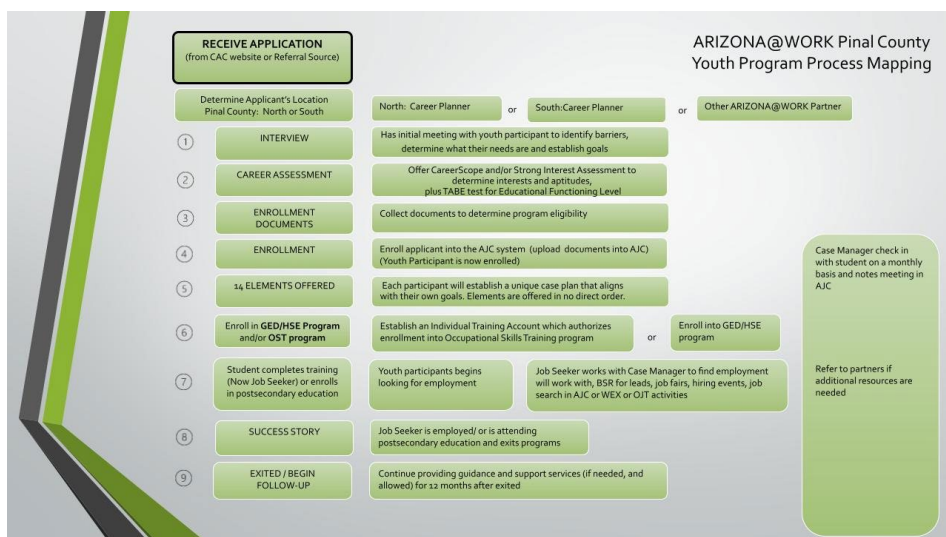 RECEIVE APPLICATION
(from CAC website or Referral Source)
ARIZONA@WORK Pinal County
Youth Program Process Mapping
Determine Applicant's Location
Pinal County: North or South
North: Career Planner
or
South:Career Planner
or
Other ARIZONA@WORK Partner
1
INTERVIEW
Has initial meeting with youth participant to identify barriers,
determine what their needs are and establish goals
2
CAREER ASSESSMENT
Offer CareerScope and/or Strong Interest Assessment to
determine interests and aptitudes,
plus TABE test for Educational Functioning Level
3
ENROLLMENT
DOCUMENTS
Collect documents to determine program eligibility
4
ENROLLMENT
Enroll applicant into the AJC system (upload documents into AJC)
(Youth Participant is now enrolled)
5
14 ELEMENTS OFFERED
Each participant will establish a unique case plan that aligns
with their own goals. Elements are offered in no direct order.
6
Enroll in GED/HSE Program
and/or OST program
Establish an Individual Training Account which authorizes
enrollment into Occupational Skills Training program
or
Enroll into GED/HSE
program
7
Student completes training
(Now Job Seeker) or enrolls
in postsecondary education
Youth participants begins
looking for employment
Job Seeker works with Case Manager to find employment
will work with, BSR for leads, job fairs, hiring events, job
search in AJC or WEX or OJT activities
8
SUCCESS STORY
Job Seeker is employed/ or is attending
postsecondary education and exits programs
9
EXITED / BEGIN
FOLLOW-UP
Continue providing guidance and support services (if needed, and
allowed) for 12 months after exited
Case Manager check in
with student on a monthly
basis and notes meeting in
AJC
Refer to partners if
additional resources are
needed